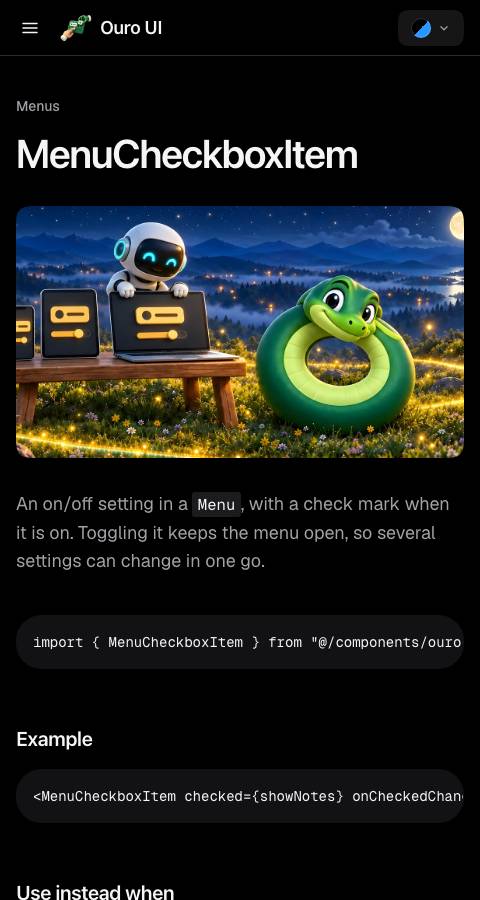 Ouro UI
Menus
MenuCheckboxItem
An on/off setting in a Menu, with a check mark when
it is on. Toggling it keeps the menu open, so several
settings can change in one go.
import { MenuCheckboxItem } from "@/components/ouro
Example
<MenuCheckboxItem checked={showNotes} onCheckedChan
Use instead when